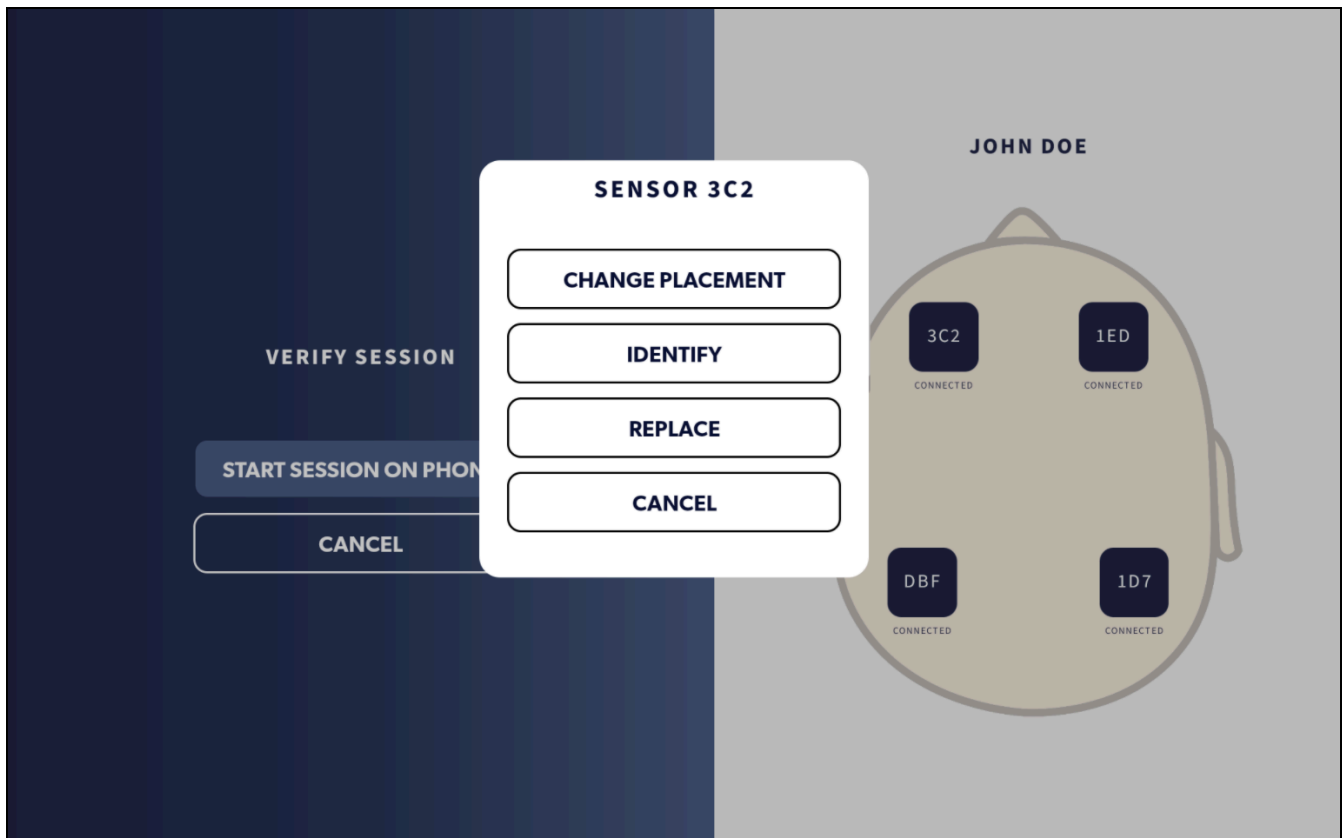 VERIFY SESSION
START SESSION ON PHON
CANCEL
SENSOR 3C2
CHANGE PLACEMENT
IDENTIFY
REPLACE
CANCEL
JOHN DOE
3C2
1ED
CONNECTED
CONNECTED
DBF
1D7
CONNECTED
CONNECTED